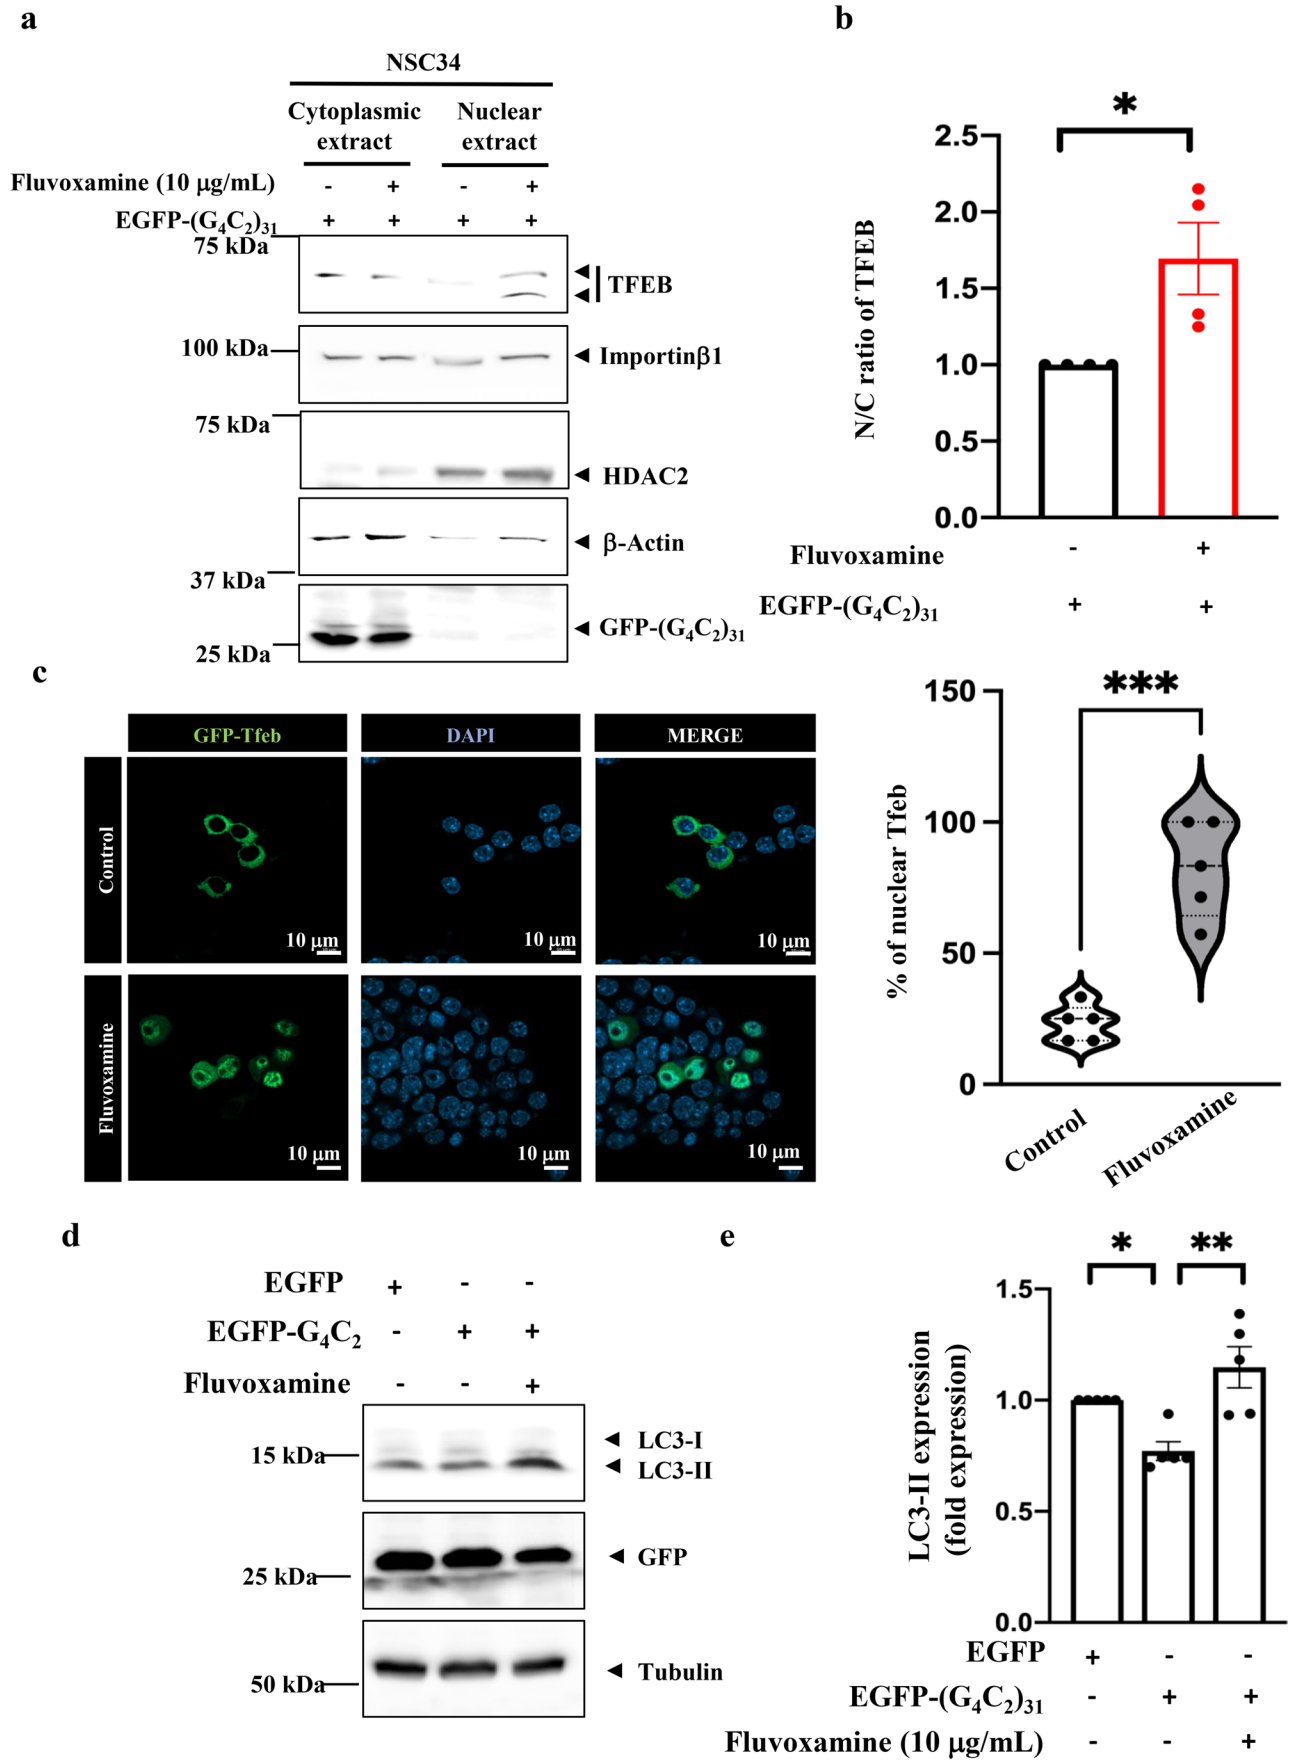 a
NSC34
Cytoplasmic extract
Nuclear extract
Fluvoxamine (10 μg/mL) - + - +
EGFP-(G4C2)31 + + + +
75 kDa
TFEB
100 kDa
Importinβ1
75 kDa
HDAC2
β-Actin
37 kDa
GFP-(G4C2)31
25 kDa
b
*
2.5
2.0
1.5
1.0
0.5
0.0
N/C ratio of TFEB
Fluvoxamine - +
EGFP-(G4C2)31 + +
c
GFP-Tfeb DAPI MERGE
Control
10 μm 10 μm 10 μm
Fluvoxamine
10 μm 10 μm 10 μm
***
150
100
50
0
% of nuclear Tfeb
Control
Fluvoxamine
d
EGFP + - -
EGFP-G4C2 - + +
Fluvoxamine - - +
LC3-I
15 kDa
LC3-II
GFP
25 kDa
Tubulin
50 kDa
e
* **
1.5
1.0
0.5
0.0
LC3-II expression
(fold expression)
EGFP + - -
EGFP-(G4C2)31 - + +
Fluvoxamine (10 μg/mL) - - +